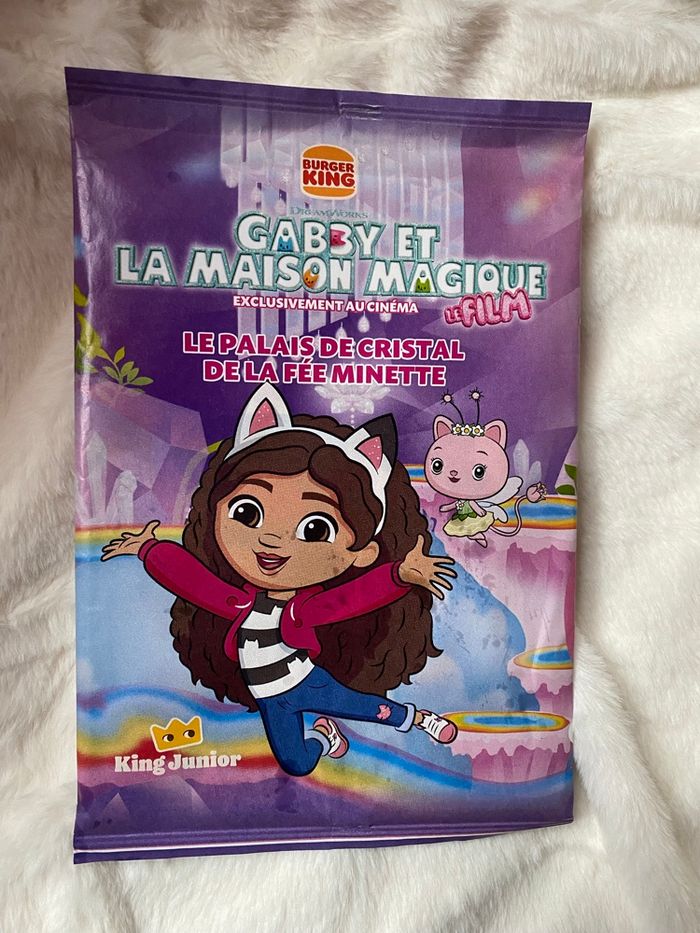 BURGER
KING
DREAMWORKS
GABBY ET
LA MAISON MAGIQUE
EXCLUSIVEMENT AU CINÉMA
LE FILM
LE PALAIS DE CRISTAL
DE LA FÉE MINETTE
King Junior